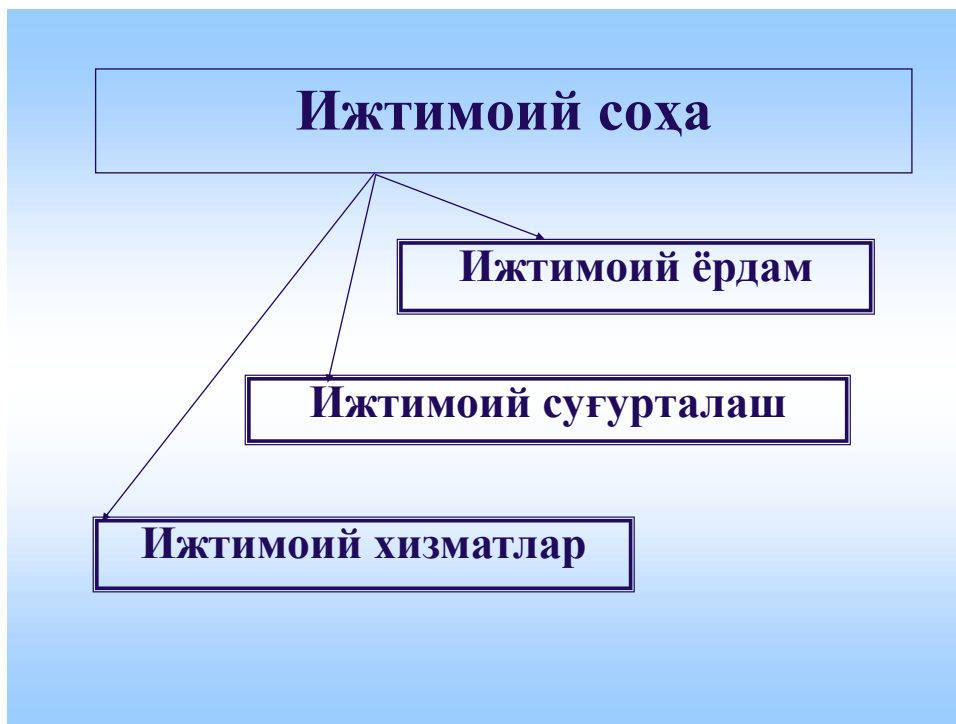 Ижтимоий соҳа
Ижтимоий ёрдам
Ижтимоий суғурталаш
Ижтимоий хизматлар